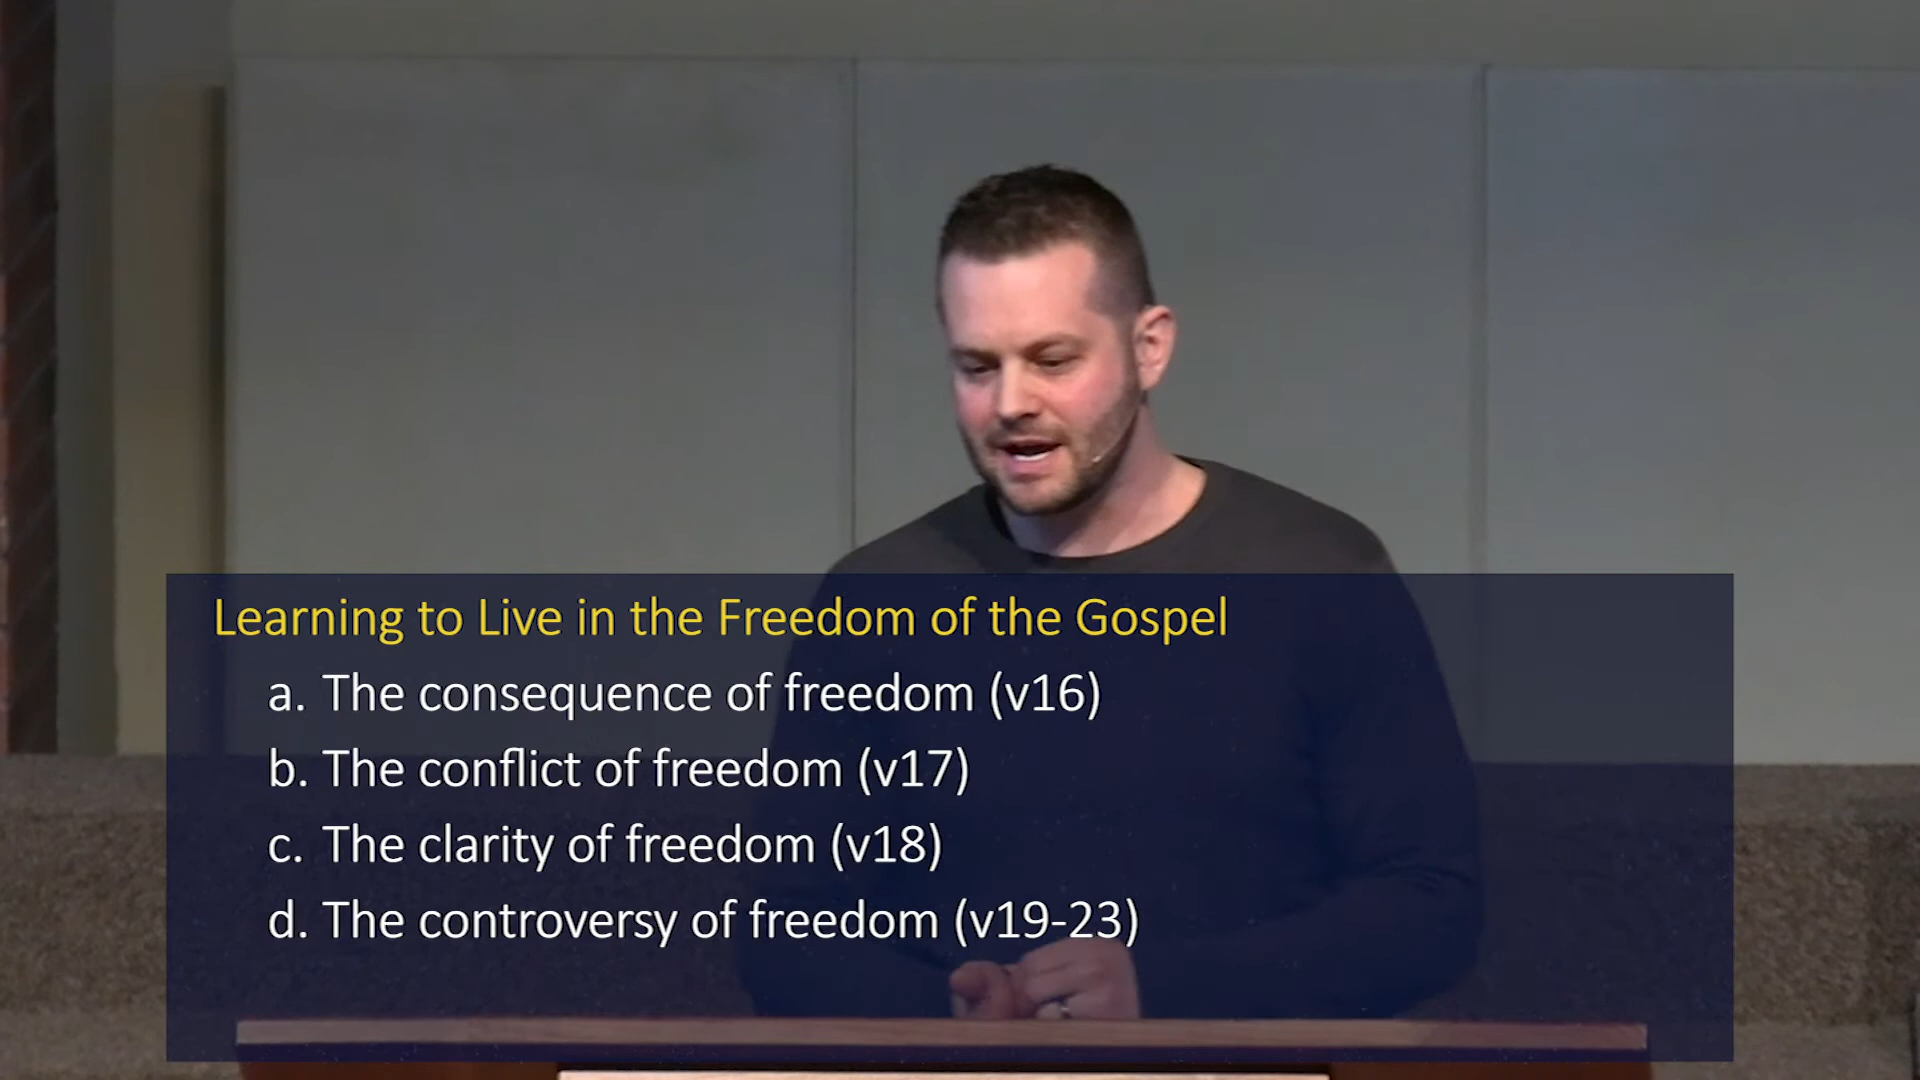 Learning to Live in the Freedom of the Gospel
a. The consequence of freedom (v16)
b. The conflict of freedom (v17)
c. The clarity of freedom (v18)
d. The controversy of freedom (v19-23)